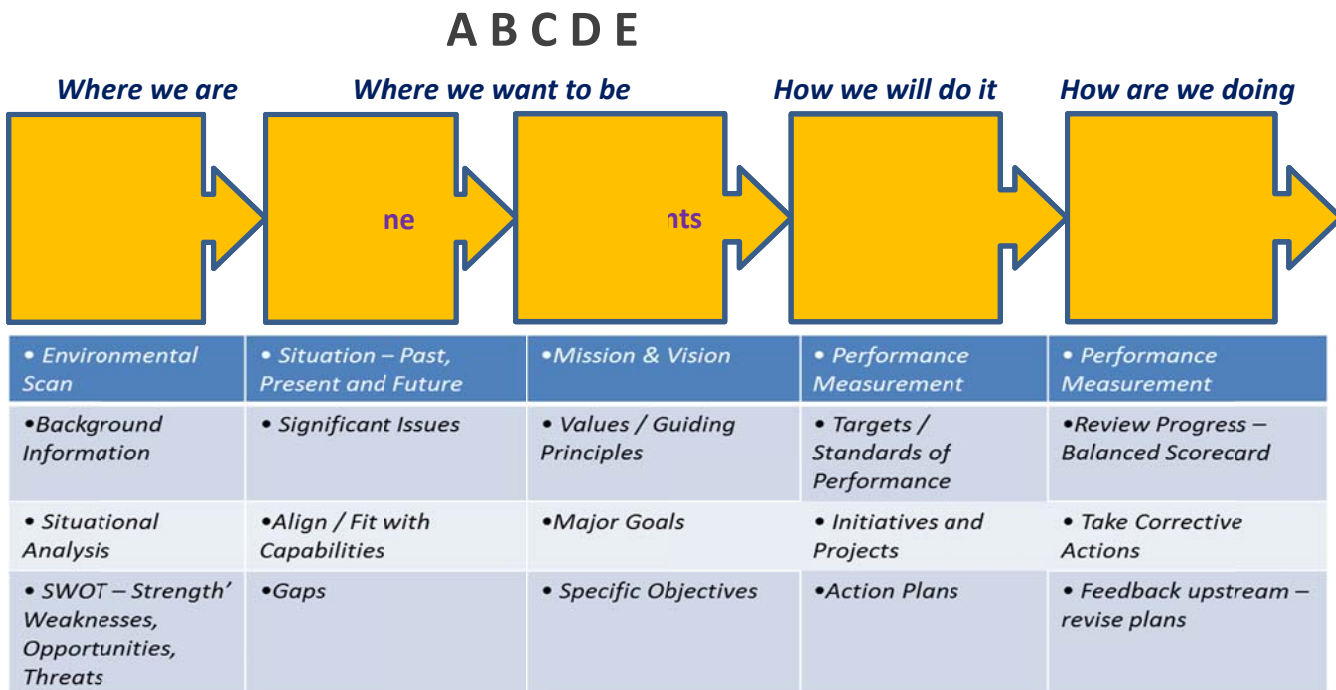 A B C D E
Where we are Where we want to be How we will do it How are we doing
ne nts
• Environmental Scan
• Situation – Past, Present and Future
•Mission & Vision
• Performance Measurement
• Performance Measurement
•Background Information
• Significant Issues
• Values / Guiding Principles
• Targets / Standards of Performance
•Review Progress – Balanced Scorecard
• Situational Analysis
•Align / Fit with Capabilities
•Major Goals
• Initiatives and Projects
• Take Corrective Actions
• SWOT – Strength’ Weaknesses, Opportunities, Threats
•Gaps
• Specific Objectives
•Action Plans
• Feedback upstream – revise plans